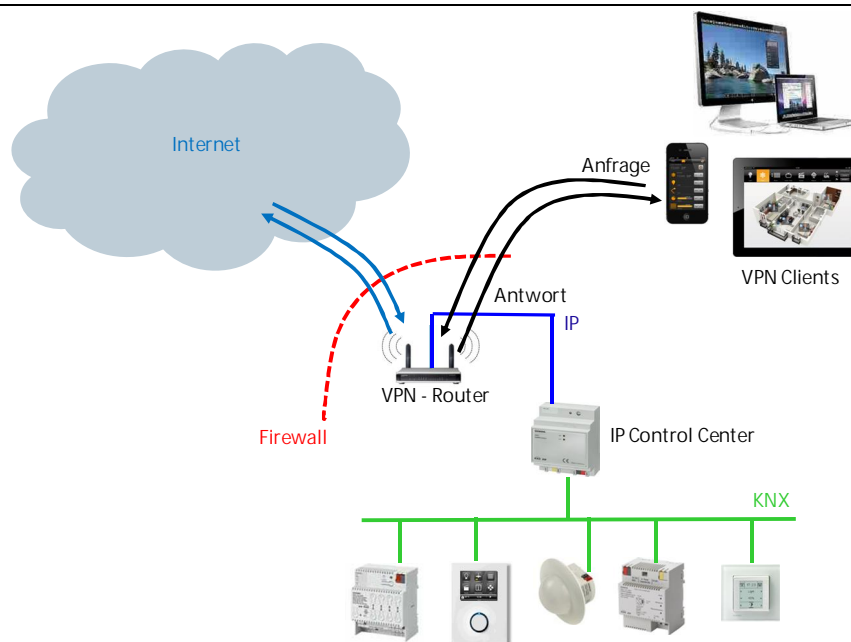 Internet
Anfrage
VPN Clients
Antwort
IP
VPN - Router
Firewall
IP Control Center
KNX